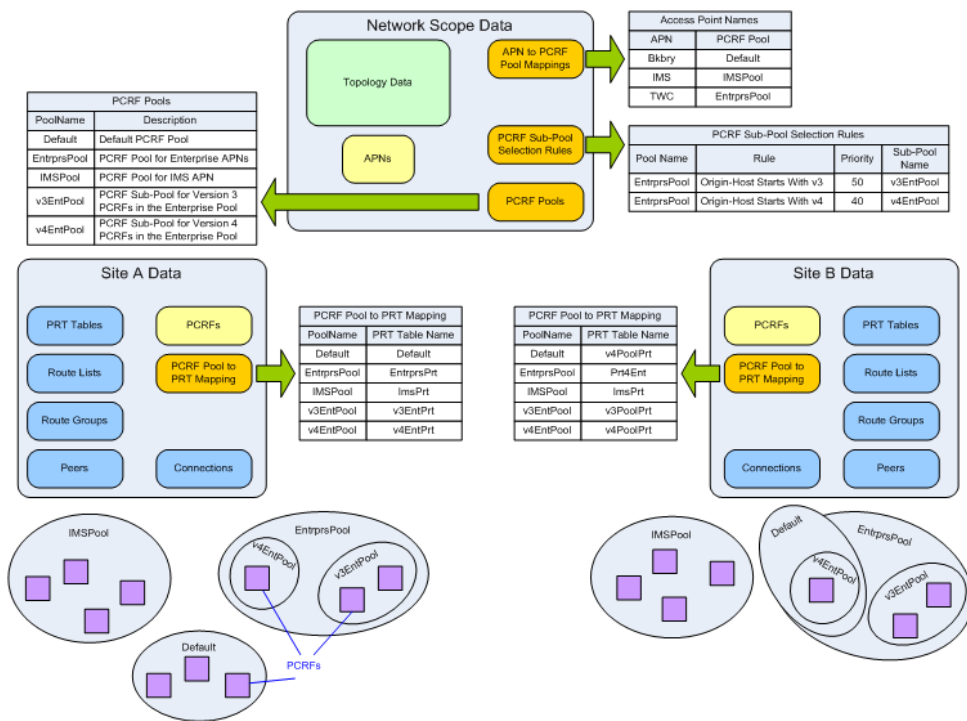 Network Scope Data
Topology Data
APNs
APN to PCRF
Pool Mappings
PCRF Sub-Pool
Selection Rules
PCRF Pools
Access Point Names
APN PCRF Pool
Bkbry Default
IMS IMSPool
TWC EntrprsPool
PCRF Pools
PoolName Description
Default Default PCRF Pool
EntrprsPool PCRF Pool for Enterprise APNs
IMSPool PCRF Pool for IMS APN
v3EntPool PCRF Sub-Pool for Version 3
PCRFs in the Enterprise Pool
v4EntPool PCRF Sub-Pool for Version 4
PCRFs in the Enterprise Pool
PCRF Sub-Pool Selection Rules
Pool Name Rule Priority Sub-Pool
Name
EntrprsPool Origin-Host Starts With v3 50 v3EntPool
EntrprsPool Origin-Host Starts With v4 40 v4EntPool
Site A Data
PRT Tables
PCRFs
Route Lists
PCRF Pool to
PRT Mapping
Route Groups
Peers
Connections
PCRF Pool to PRT Mapping
PoolName PRT Table Name
Default Default
EntrprsPool EntrprsPrt
IMSPool ImsPrt
v3EntPool v3EntPrt
v4EntPool v4EntPrt
PCRF Pool to PRT Mapping
PoolName PRT Table Name
Default v4PoolPrt
EntrprsPool Prt4Ent
IMSPool ImsPrt
v3EntPool v3PoolPrt
v4EntPool v4PoolPrt
Site B Data
PCRFs
PRT Tables
PCRF Pool to
PRT Mapping
Route Lists
Route Groups
Connections
Peers
IMSPool
EntrprsPool
v4EntPool
v3EntPool
Default
PCRFs
IMSPool
Default
EntrprsPool
v4EntPool
v3EntPool